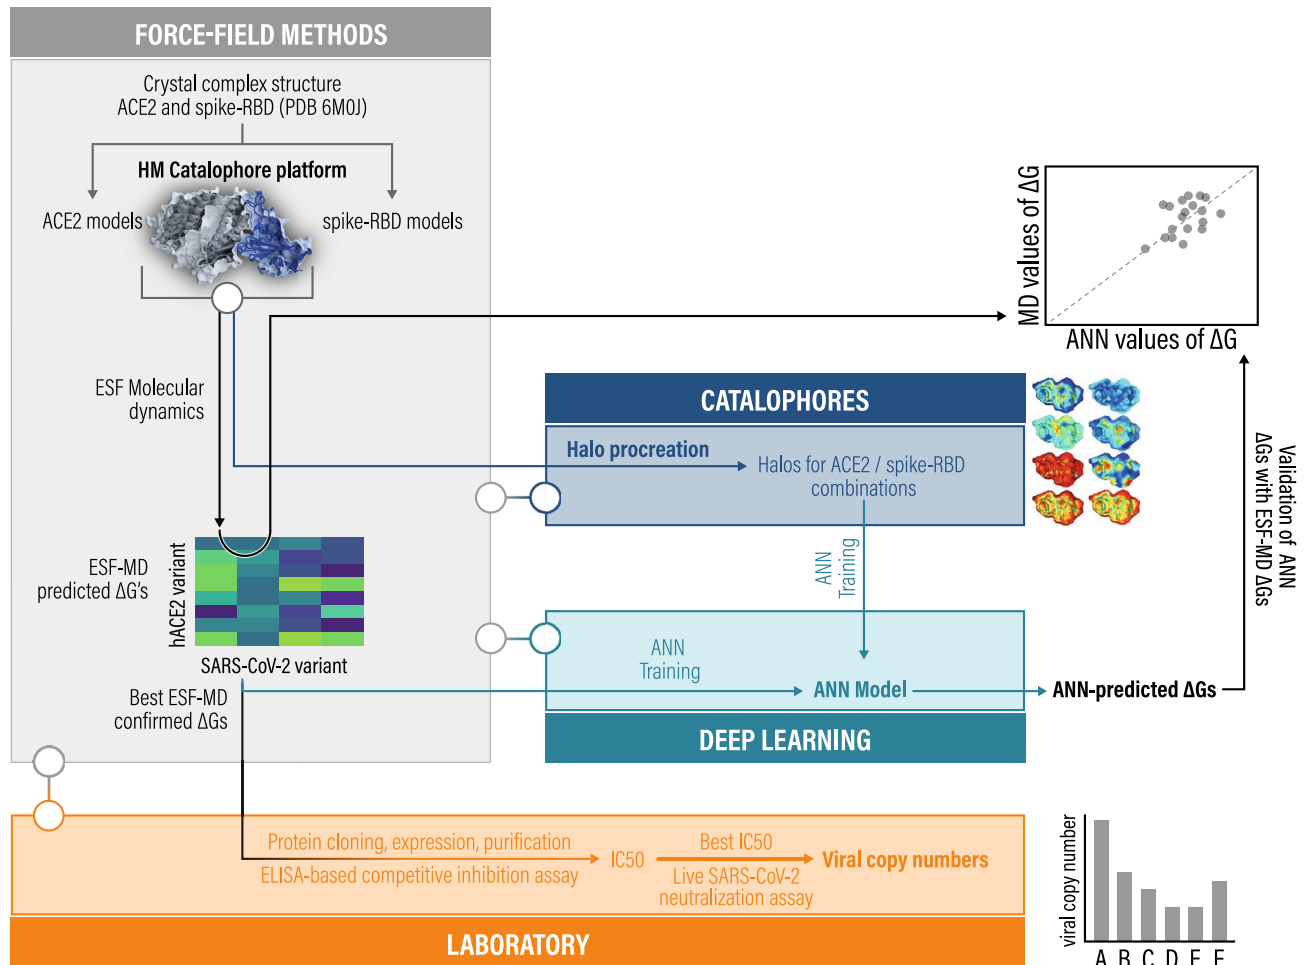 FORCE-FIELD METHODS
Crystal complex structure
ACE2 and spike-RBD (PDB 6M0J)
HM Catalophore platform
ACE2 models
spike-RBD models
ESF Molecular
dynamics
ESF-MD
predicted ΔG's
hACE2 variant
SARS-CoV-2 variant
Best ESF-MD
confirmed ΔGs
MD values of ΔG
ANN values of ΔG
CATALOPHORES
Halo procreation
Halos for ACE2 / spike-RBD
combinations
ANN
Training
ANN
Training
ANN Model
ANN-predicted ΔGs
Validation of ANN
ΔGs with ESF-MD ΔGs
DEEP LEARNING
Protein cloning, expression, purification
ELISA-based competitive inhibition assay
IC50
Best IC50
Live SARS-CoV-2
neutralization assay
Viral copy numbers
LABORATORY
viral copy number
A B C D E F